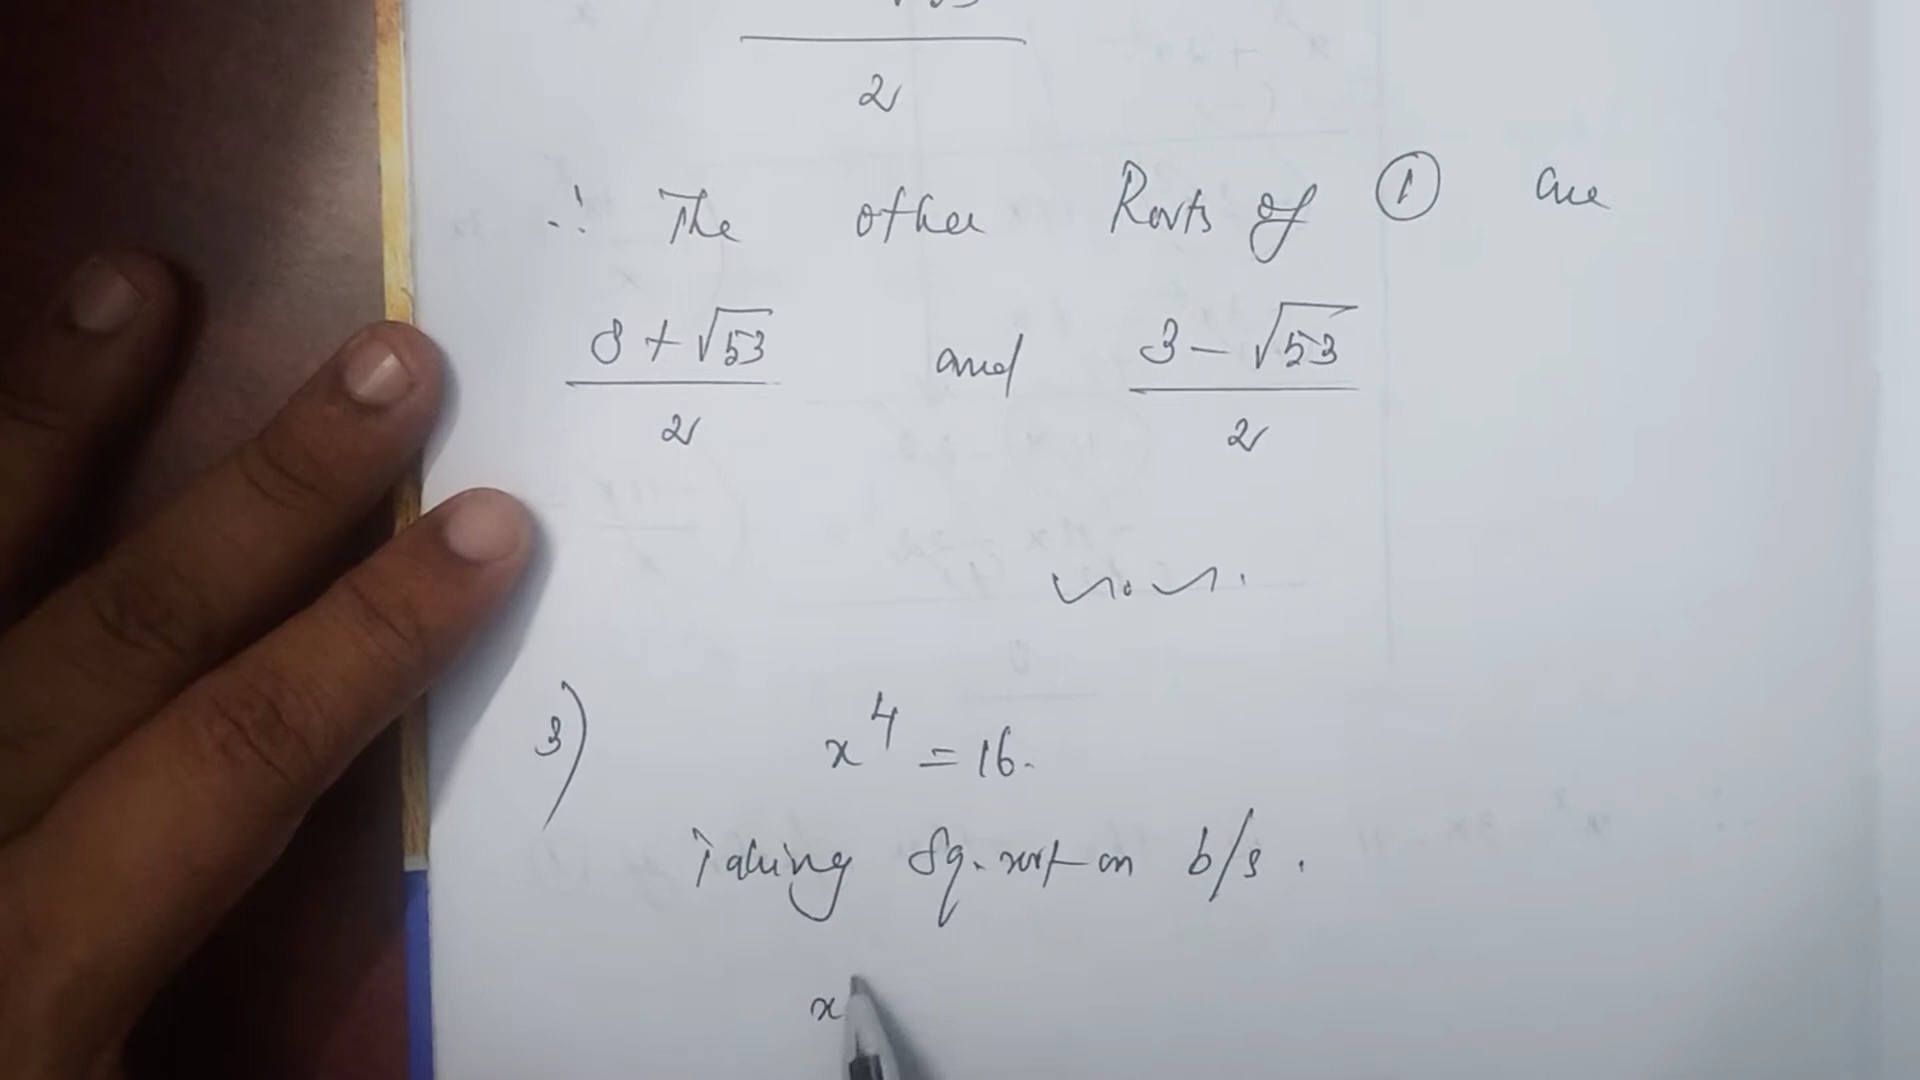 2
∴ The other Roots of ① are
3 + √53 / 2 and 3 - √53 / 2
3) x⁴ = 16.
Taking Sq. root on b/s.
x